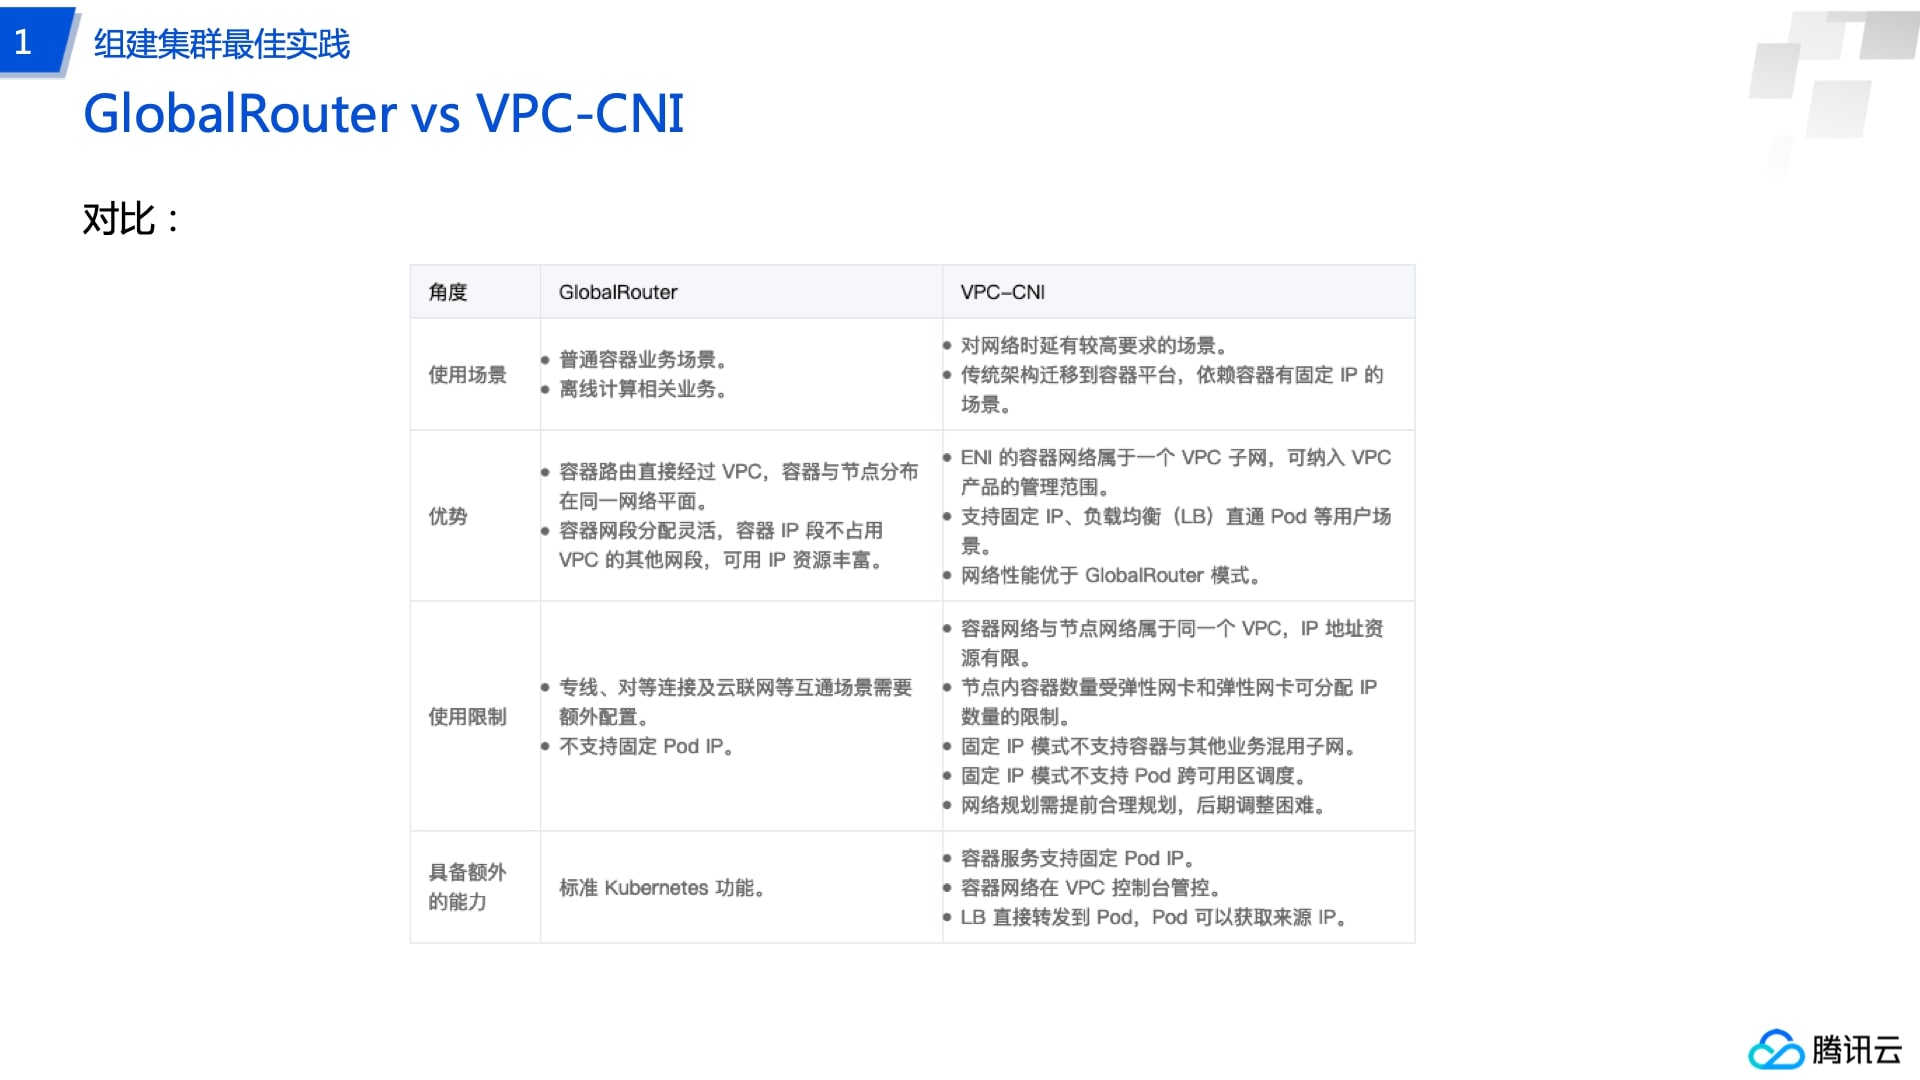 1
组建集群最佳实践
GlobalRouter vs VPC-CNI
对比：
角度
GlobalRouter
VPC-CNI
使用场景
● 普通容器业务场景。
● 离线计算相关业务。
● 对网络时延有较高要求的场景。
● 传统架构迁移到容器平台，依赖容器有固定 IP 的
场景。
优势
● 容器路由直接经过 VPC，容器与节点分布
在同一网络平面。
● 容器网段分配灵活，容器 IP 段不占用
VPC 的其他网段，可用 IP 资源丰富。
● ENI 的容器网络属于一个 VPC 子网，可纳入 VPC
产品的管理范围。
● 支持固定 IP、负载均衡（LB）直通 Pod 等用户场
景。
● 网络性能优于 GlobalRouter 模式。
使用限制
● 专线、对等连接及云联网等互通场景需要
额外配置。
● 不支持固定 Pod IP。
● 容器网络与节点网络属于同一个 VPC，IP 地址资
源有限。
● 节点内容器数量受弹性网卡和弹性网卡可分配 IP
数量的限制。
● 固定 IP 模式不支持容器与其他业务混用子网。
● 固定 IP 模式不支持 Pod 跨可用区调度。
● 网络规划需提前合理规划，后期调整困难。
具备额外
的能力
标准 Kubernetes 功能。
● 容器服务支持固定 Pod IP。
● 容器网络在 VPC 控制台管控。
● LB 直接转发到 Pod，Pod 可以获取来源 IP。
腾讯云